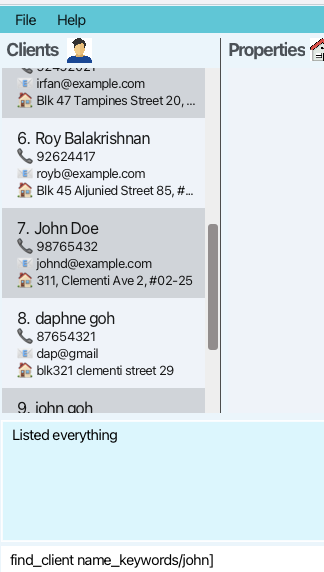 File Help
Clients Properties
92492021
irfan@example.com
Blk 47 Tampines Street 20, ...
6. Roy Balakrishnan
92624417
royb@example.com
Blk 45 Aljunied Street 85, #...
7. John Doe
98765432
johnd@example.com
311, Clementi Ave 2, #02-25
8. daphne goh
87654321
dap@gmail
blk321 clementi street 29
9. john goh
Listed everything
find_client name_keywords/john]